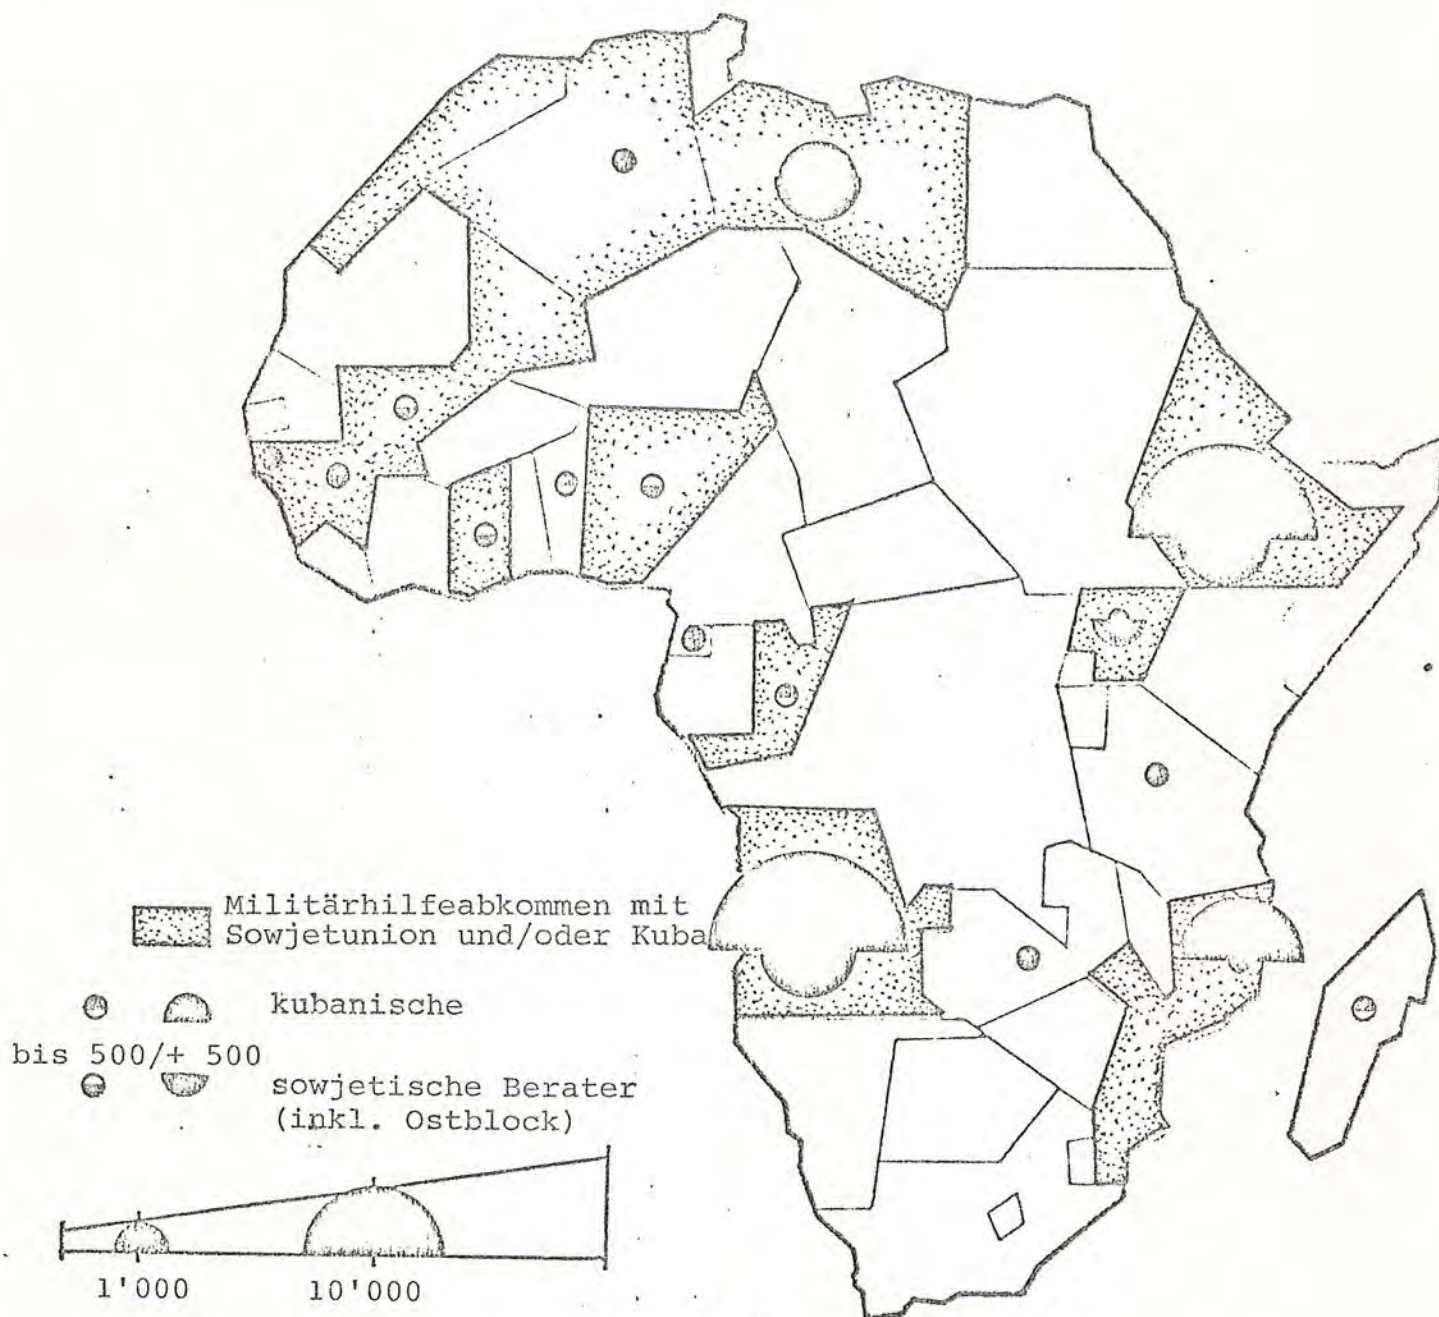 Militärhilfeabkommen mit
Sowjetunion und/oder Kuba
kubanische
bis 500/+ 500
sowjetische Berater
(inkl. Ostblock)
1'000
10'000